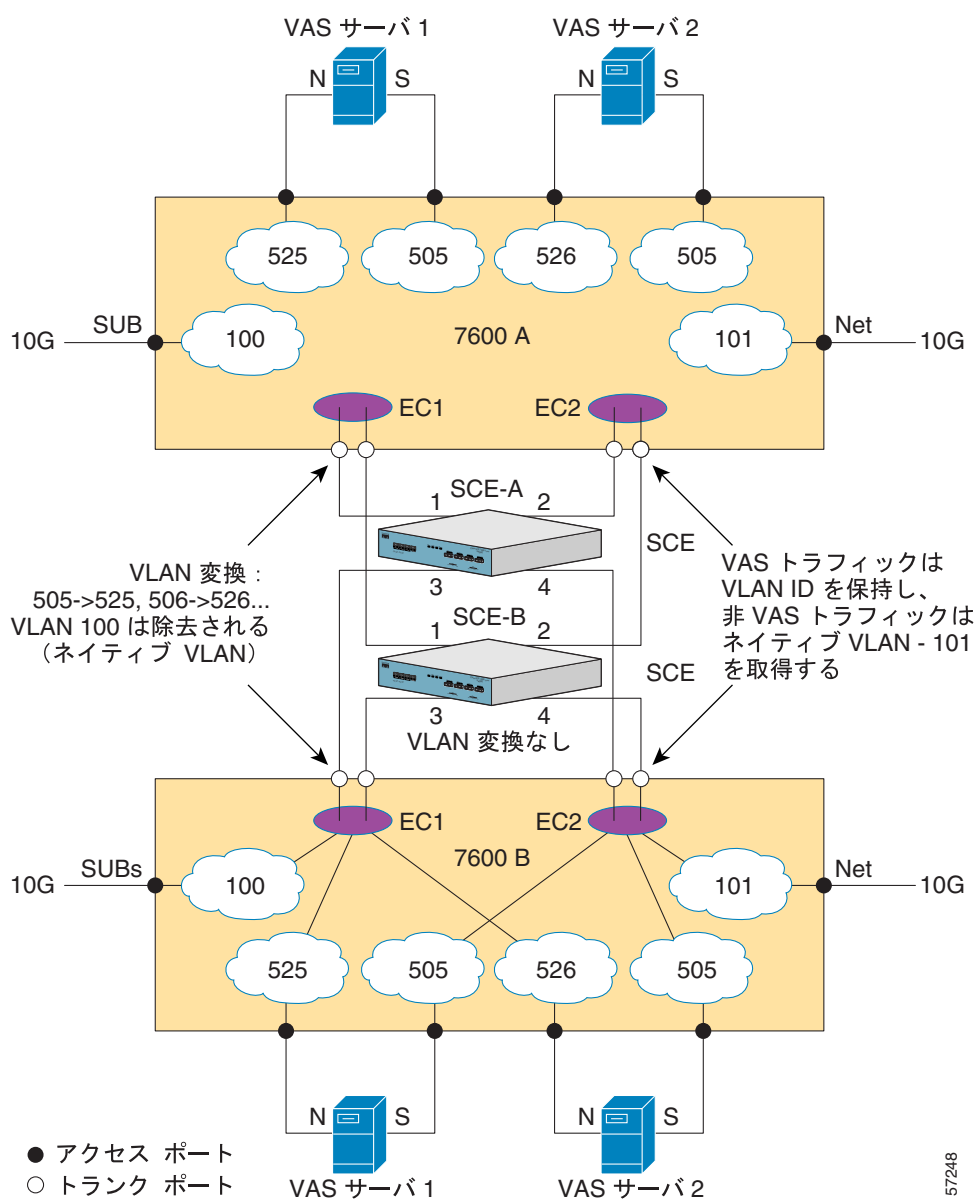 VAS サーバ 1
VAS サーバ 2
N
S
N
S
525
505
526
505
SUB
10G
100
7600 A
101
Net
10G
EC1
EC2
SCE-A
1
2
SCE
3
4
VLAN 変換 :
505->525, 506->526...
VLAN 100 は除去される
(ネイティブ VLAN)
VAS トラフィックは
VLAN ID を保持し、
非 VAS トラフィックは
ネイティブ VLAN - 101
を取得する
SCE-B
1
2
SCE
3
4
VLAN 変換なし
EC1
EC2
7600 B
SUBs
10G
100
101
Net
10G
525
505
526
505
N
S
N
S
VAS サーバ 1
VAS サーバ 2
アクセス ポート
トランク ポート
57248